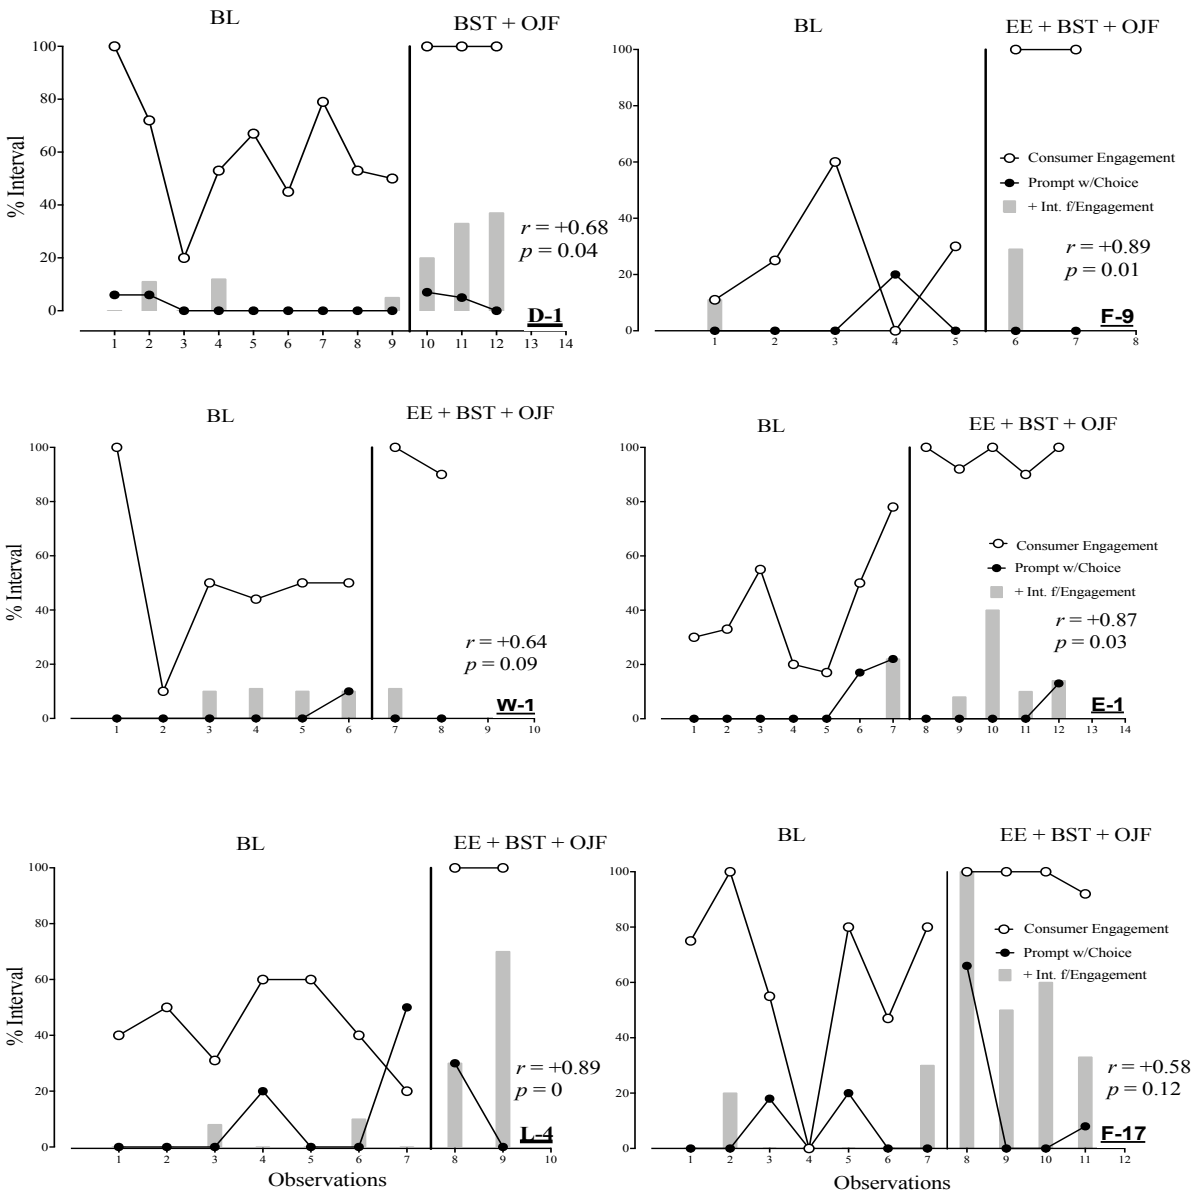 BL
BST + OJF
% Interval
100
80
60
40
20
0
r = +0.68
p = 0.04
D-1
1 2 3 4 5 6 7 8 9 10 11 12 13 14
BL
EE + BST + OJF
100
80
60
40
20
0
Consumer Engagement
Prompt w/Choice
+ Int. f/Engagement
r = +0.89
p = 0.01
F-9
1 2 3 4 5 6 7 8
BL
EE + BST + OJF
% Interval
100
80
60
40
20
0
r = +0.64
p = 0.09
W-1
1 2 3 4 5 6 7 8 9 10
BL
EE + BST + OJF
100
80
60
40
20
0
Consumer Engagement
Prompt w/Choice
+ Int. f/Engagement
r = +0.87
p = 0.03
E-1
1 2 3 4 5 6 7 8 9 10 11 12 13 14
BL
EE + BST + OJF
% Interval
100
80
60
40
20
0
r = +0.89
p = 0
L-4
1 2 3 4 5 6 7 8 9 10
Observations
BL
EE + BST + OJF
100
80
60
40
20
0
Consumer Engagement
Prompt w/Choice
+ Int. f/Engagement
r = +0.58
p = 0.12
F-17
1 2 3 4 5 6 7 8 9 10 11 12
Observations